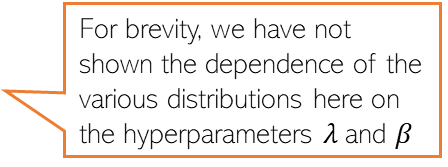 For brevity, we have not
shown the dependence of the
various distributions here on
the hyperparameters 𝜆 and 𝛽